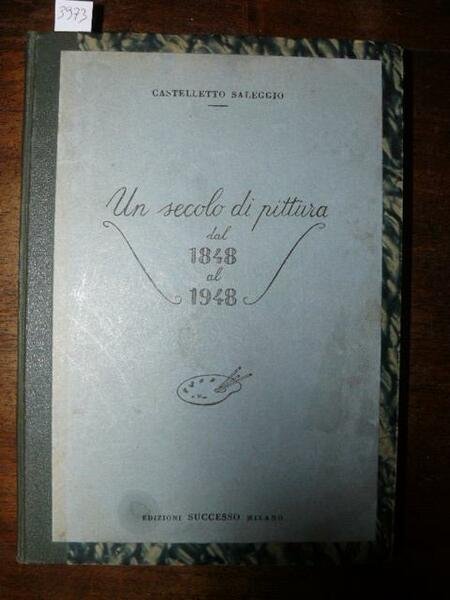 3973
CASTELLETTO SALEGGIO
Un secolo di pittura
dal
1848
al
1948
EDIZIONI SUCCESSO MILANO